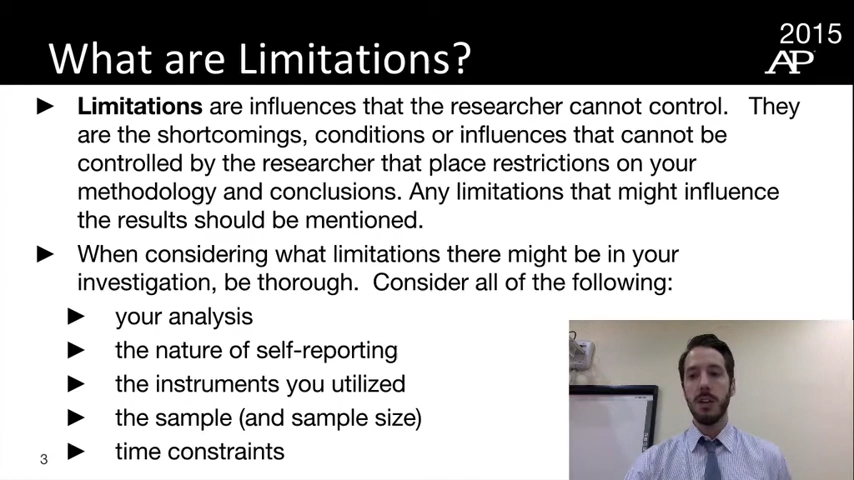 2015
AP
What are Limitations?
► Limitations are influences that the researcher cannot control. They
are the shortcomings, conditions or influences that cannot be
controlled by the researcher that place restrictions on your
methodology and conclusions. Any limitations that might influence
the results should be mentioned.
► When considering what limitations there might be in your
investigation, be thorough. Consider all of the following:
► your analysis
► the nature of self-reporting
► the instruments you utilized
► the sample (and sample size)
► time constraints
3